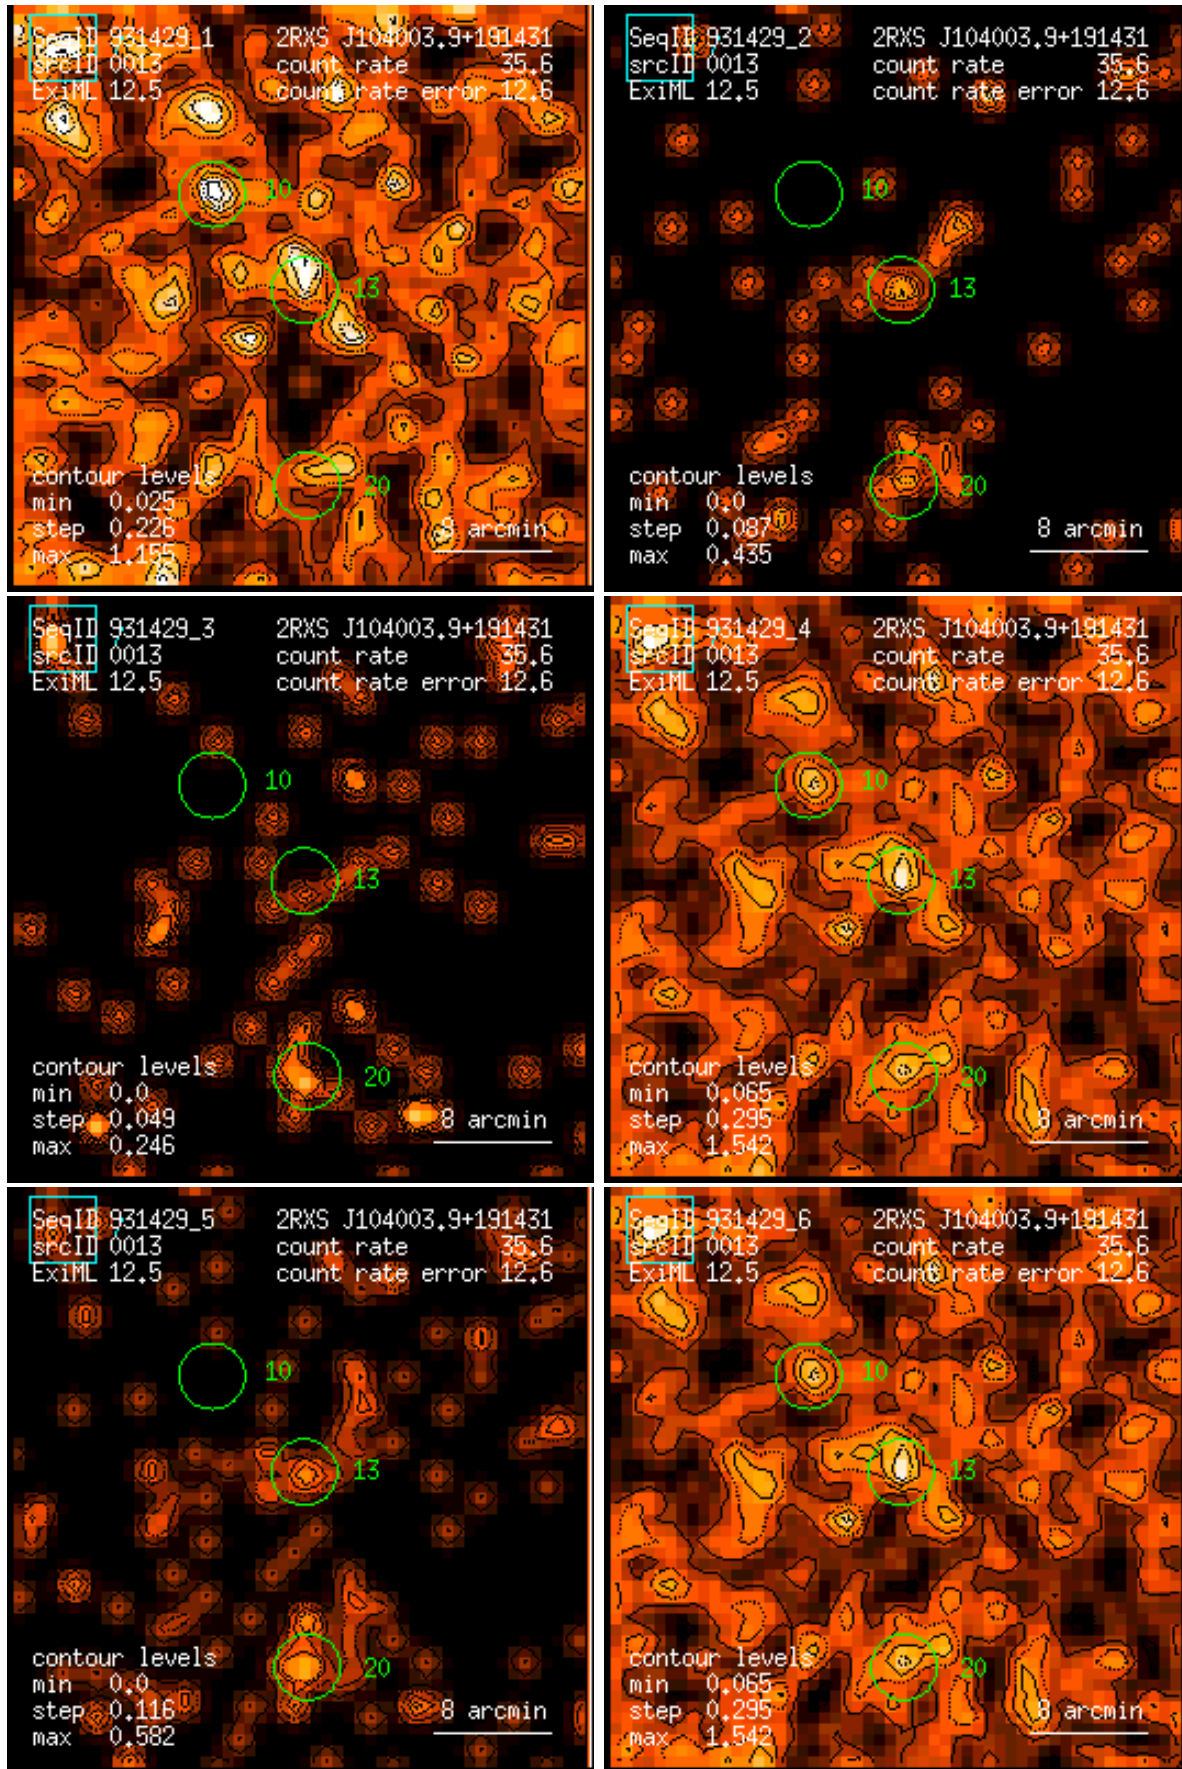 SeqID 931429_1 2RXS J104003.9+191431
srcID 0013 count rate 35.6
ExiML 12.5 count rate error 12.6
10
13
20
contour levels
min 0.025
step 0.226
max 1.155
8 arcmin
SeqID 931429_2 2RXS J104003.9+191431
srcID 0013 count rate 35.6
ExiML 12.5 count rate error 12.6
10
13
20
contour levels
min 0.0
step 0.087
max 0.435
8 arcmin
SeqID 931429_3 2RXS J104003.9+191431
srcID 0013 count rate 35.6
ExiML 12.5 count rate error 12.6
10
13
20
contour levels
min 0.0
step 0.049
max 0.246
8 arcmin
SeqID 931429_4 2RXS J104003.9+191431
srcID 0013 count rate 35.6
ExiML 12.5 count rate error 12.6
10
13
20
contour levels
min 0.065
step 0.295
max 1.542
8 arcmin
SeqID 931429_5 2RXS J104003.9+191431
srcID 0013 count rate 35.6
ExiML 12.5 count rate error 12.6
10
13
20
contour levels
min 0.0
step 0.116
max 0.582
8 arcmin
SeqID 931429_6 2RXS J104003.9+191431
srcID 0013 count rate 35.6
ExiML 12.5 count rate error 12.6
10
13
20
contour levels
min 0.065
step 0.295
max 1.542
8 arcmin